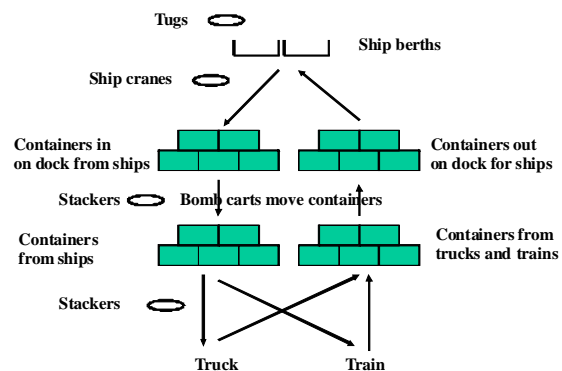 Tugs
Ship berths
Ship cranes
Containers in
on dock from ships
Containers out
on dock for ships
Stackers
Bomb carts move containers
Containers
from ships
Containers from
trucks and trains
Stackers
Truck
Train